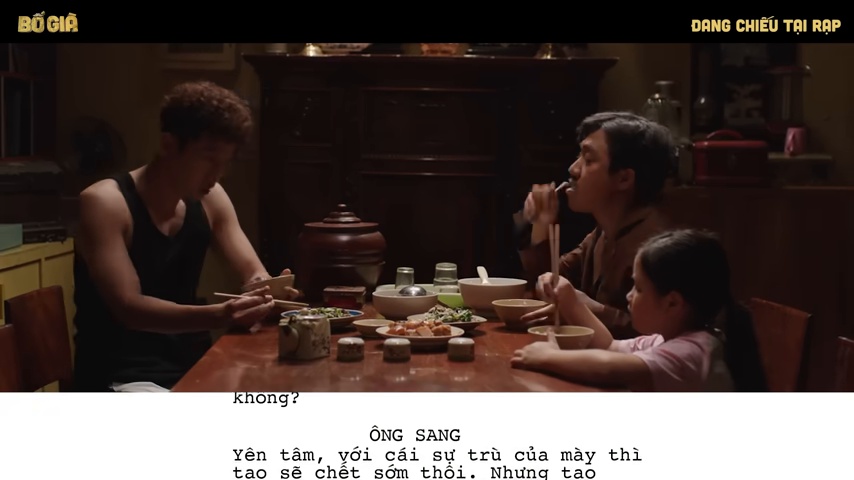 BỐ GIÀ
ĐANG CHIẾU TẠI RẠP
không?
ÔNG SANG
Yên tâm, với cái sự trù của mày thì
tao sẽ chết sớm thôi. Nhưng tao